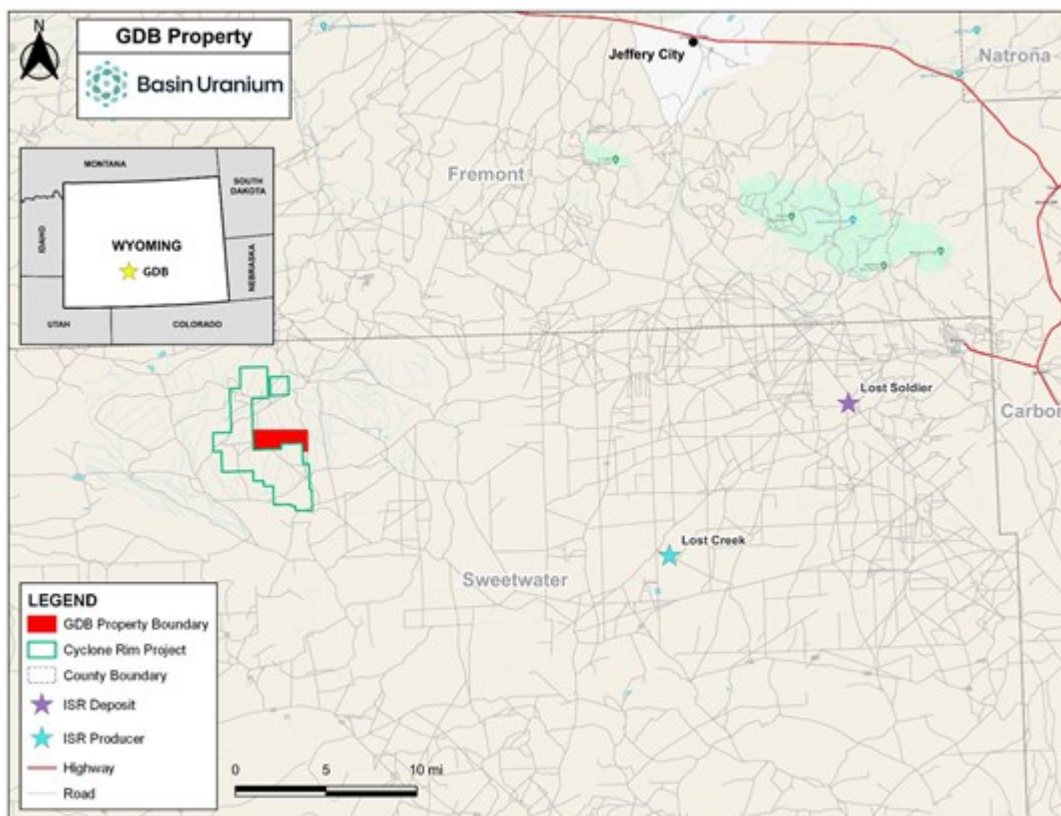 N
GDB Property
Basin Uranium
MONTANA
SOUTH
DAKOTA
IDAHO
WYOMING
GDB
NEBRASKA
UTAH
COLORADO
Jeffery City
Natroña
Fremont
Lost Soldier
Carbon
Lost Creek
Sweetwater
LEGEND
GDB Property Boundary
Cyclone Rim Project
County Boundary
ISR Deposit
ISR Producer
Highway
Road
0 5 10 mi